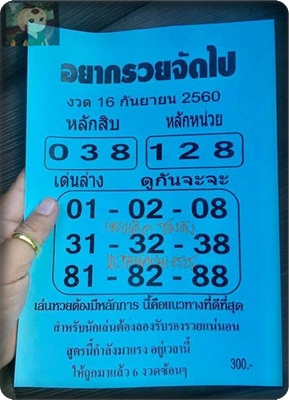 อยากรวยจัดไป
งวด 16 กันยายน 2560
หลักสิบ หลักหน่วย
0 3 8 1 2 8
เด่นล่าง ดูกันจะจะ
01 - 02 - 08
31 - 32 - 38
81 - 82 - 88
เล่นหวยต้องมีหลักการ นี้คือแนวทางที่ดีที่สุด
สำหรับนักเล่นต้องลองรับรองรวยแน่นอน
สูตรนี้กำลังมาแรง อยู่เวลานี้
ให้ถูกมาแล้ว 6 งวดซ้อนๆ 300.-